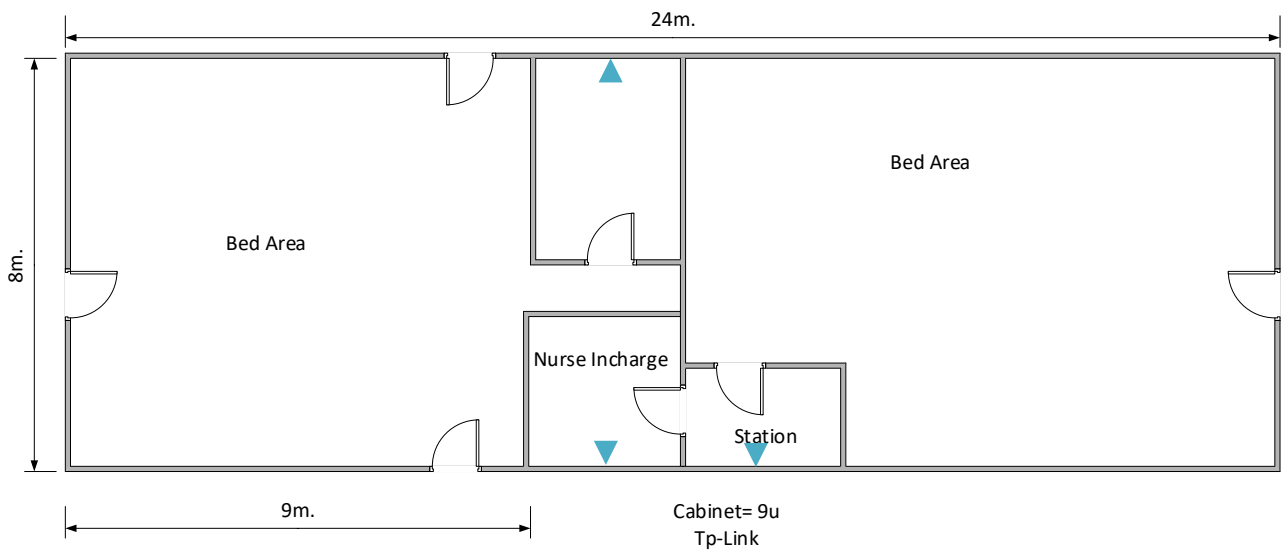 24m.
Bed Area
Bed Area
8m.
Nurse Incharge
Station
9m.
Cabinet= 9u
Tp-Link